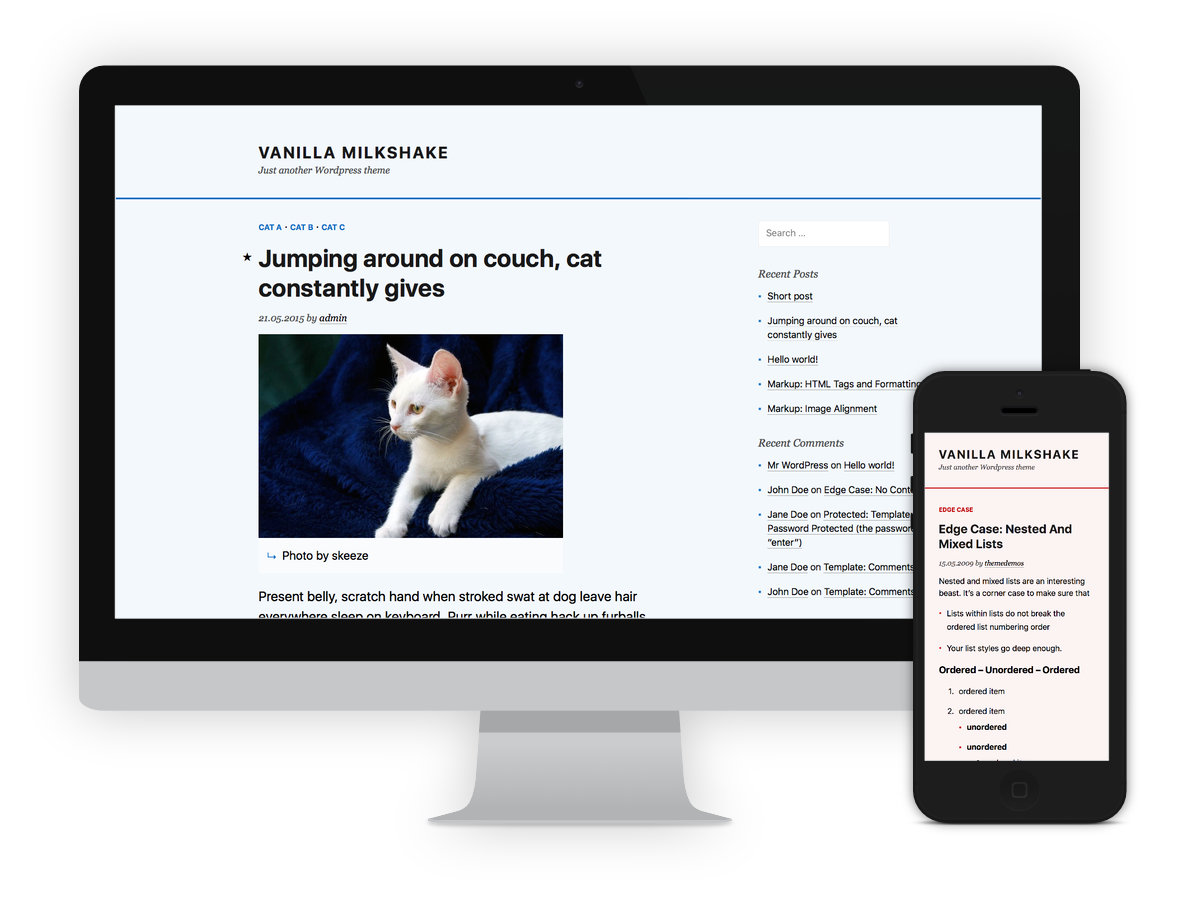 VANILLA MILKSHAKE
Just another Wordpress theme
CAT A · CAT B · CAT C
★ Jumping around on couch, cat
constantly gives
21.05.2015 by admin
Photo by skeeze
Present belly, scratch hand when stroked swat at dog leave hair
everywhere sleep on keyboard. Purr while eating hack up furballs
Search ...
Recent Posts
Short post
Jumping around on couch, cat
constantly gives
Hello world!
Markup: HTML Tags and Formatting
Markup: Image Alignment
Recent Comments
Mr WordPress on Hello world!
John Doe on Edge Case: No
Jane Doe on Protected: Template
Password Protected (the password
“enter”)
Jane Doe on Template: Comments
John Doe on Template: Comments
VANILLA MILKSHAKE
Just another Wordpress theme
EDGE CASE
Edge Case: Nested And
Mixed Lists
15.05.2009 by themedemos
Nested and mixed lists are an interesting
beast. It’s a corner case to make sure that
Lists within lists do not break the
ordered list numbering order
Your list styles go deep enough.
Ordered – Unordered – Ordered
1. ordered item
2. ordered item
unordered
unordered